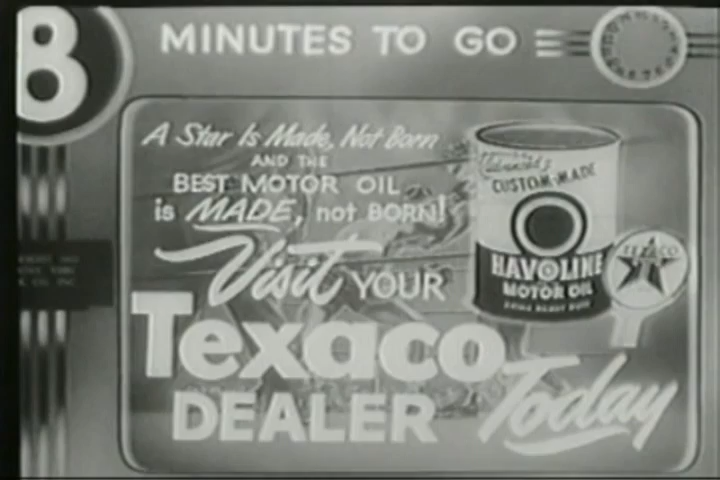 8 MINUTES TO GO
A Star Is Made, Not Born
AND THE
BEST MOTOR OIL
is MADE, not BORN!
Visit YOUR
Texaco
DEALER Today
CUSTOM-MADE
HAVOLINE
MOTOR OIL
TEXACO